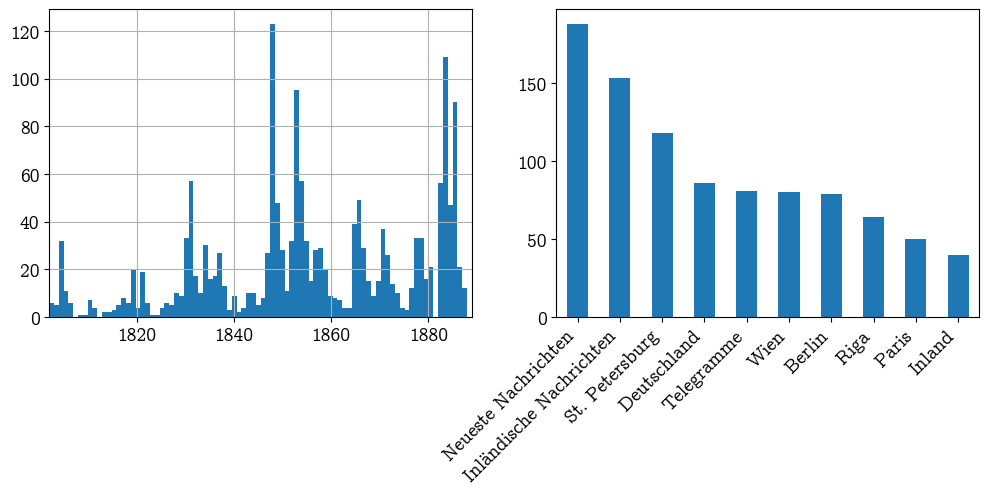 120
100
80
60
40
20
0
1820 1840 1860 1880
150
100
50
0
Neueste Nachrichten
Inländische Nachrichten
St. Petersburg
Deutschland
Telegramme
Wien
Berlin
Riga
Paris
Inland